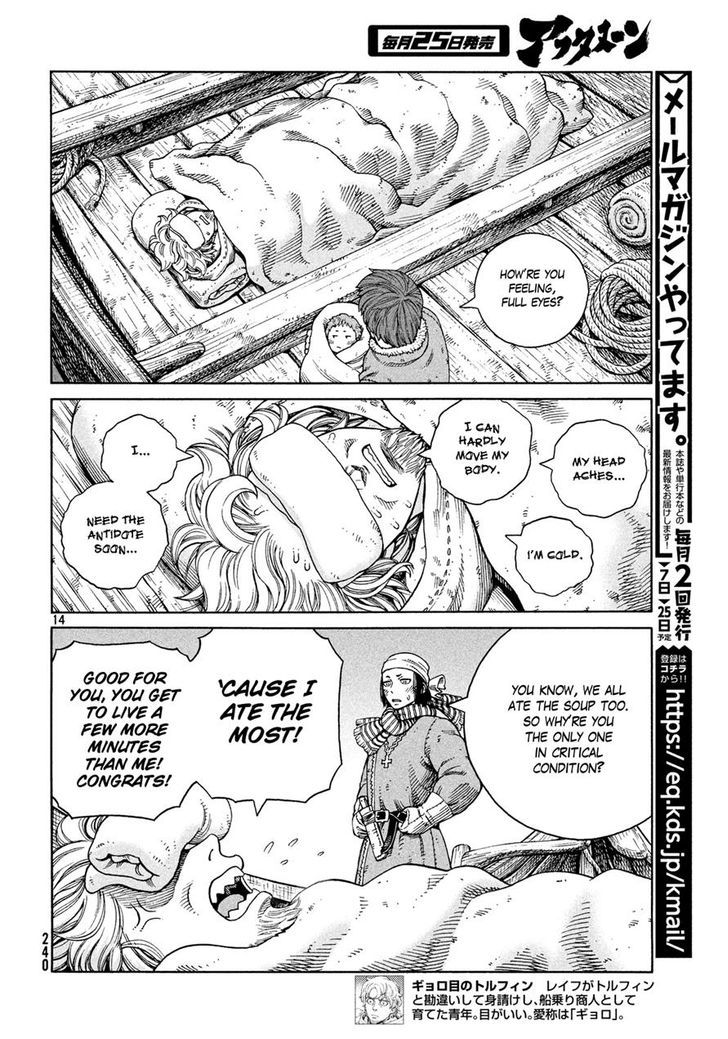 毎月25日発売
アフタヌーン
HOW'RE YOU
FEELING,
FULL EYES?
MY HEAD
ACHES...
I CAN
HARDLY
MOVE MY
BODY.
I'M COLD.
I...
NEED THE
ANTIDOTE
SOON...
14
YOU KNOW, WE ALL
ATE THE SOUP TOO.
SO WHY'RE YOU
THE ONLY ONE
IN CRITICAL
CONDITION?
'CAUSE I
ATE THE
MOST!
GOOD FOR
YOU, YOU GET
TO LIVE A
FEW MORE
MINUTES
THAN ME!
CONGRATS!
240
ギョロ目のトルフィン　レイフがトルフィン
と勘違いして身請けし、船乗り商人として
育てた青年。目がいい。愛称は「ギョロ」。
メールマガジンやってます。
本誌や単行本などの
最新情報をお届けします!
毎月2回発行
▼7日▼25日予定
登録は
コチラ
から!!
https://eq.kds.jp/kmail/